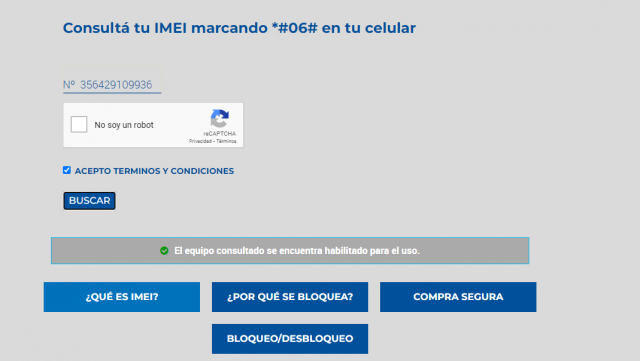 Consultá tu IMEI marcando *#06# en tu celular
Nº 356429109936
No soy un robot
reCAPTCHA
Privacidad - Términos
ACEPTO TERMINOS Y CONDICIONES
BUSCAR
El equipo consultado se encuentra habilitado para el uso.
¿QUÉ ES IMEI?
¿POR QUÉ SE BLOQUEA?
COMPRA SEGURA
BLOQUEO/DESBLOQUEO